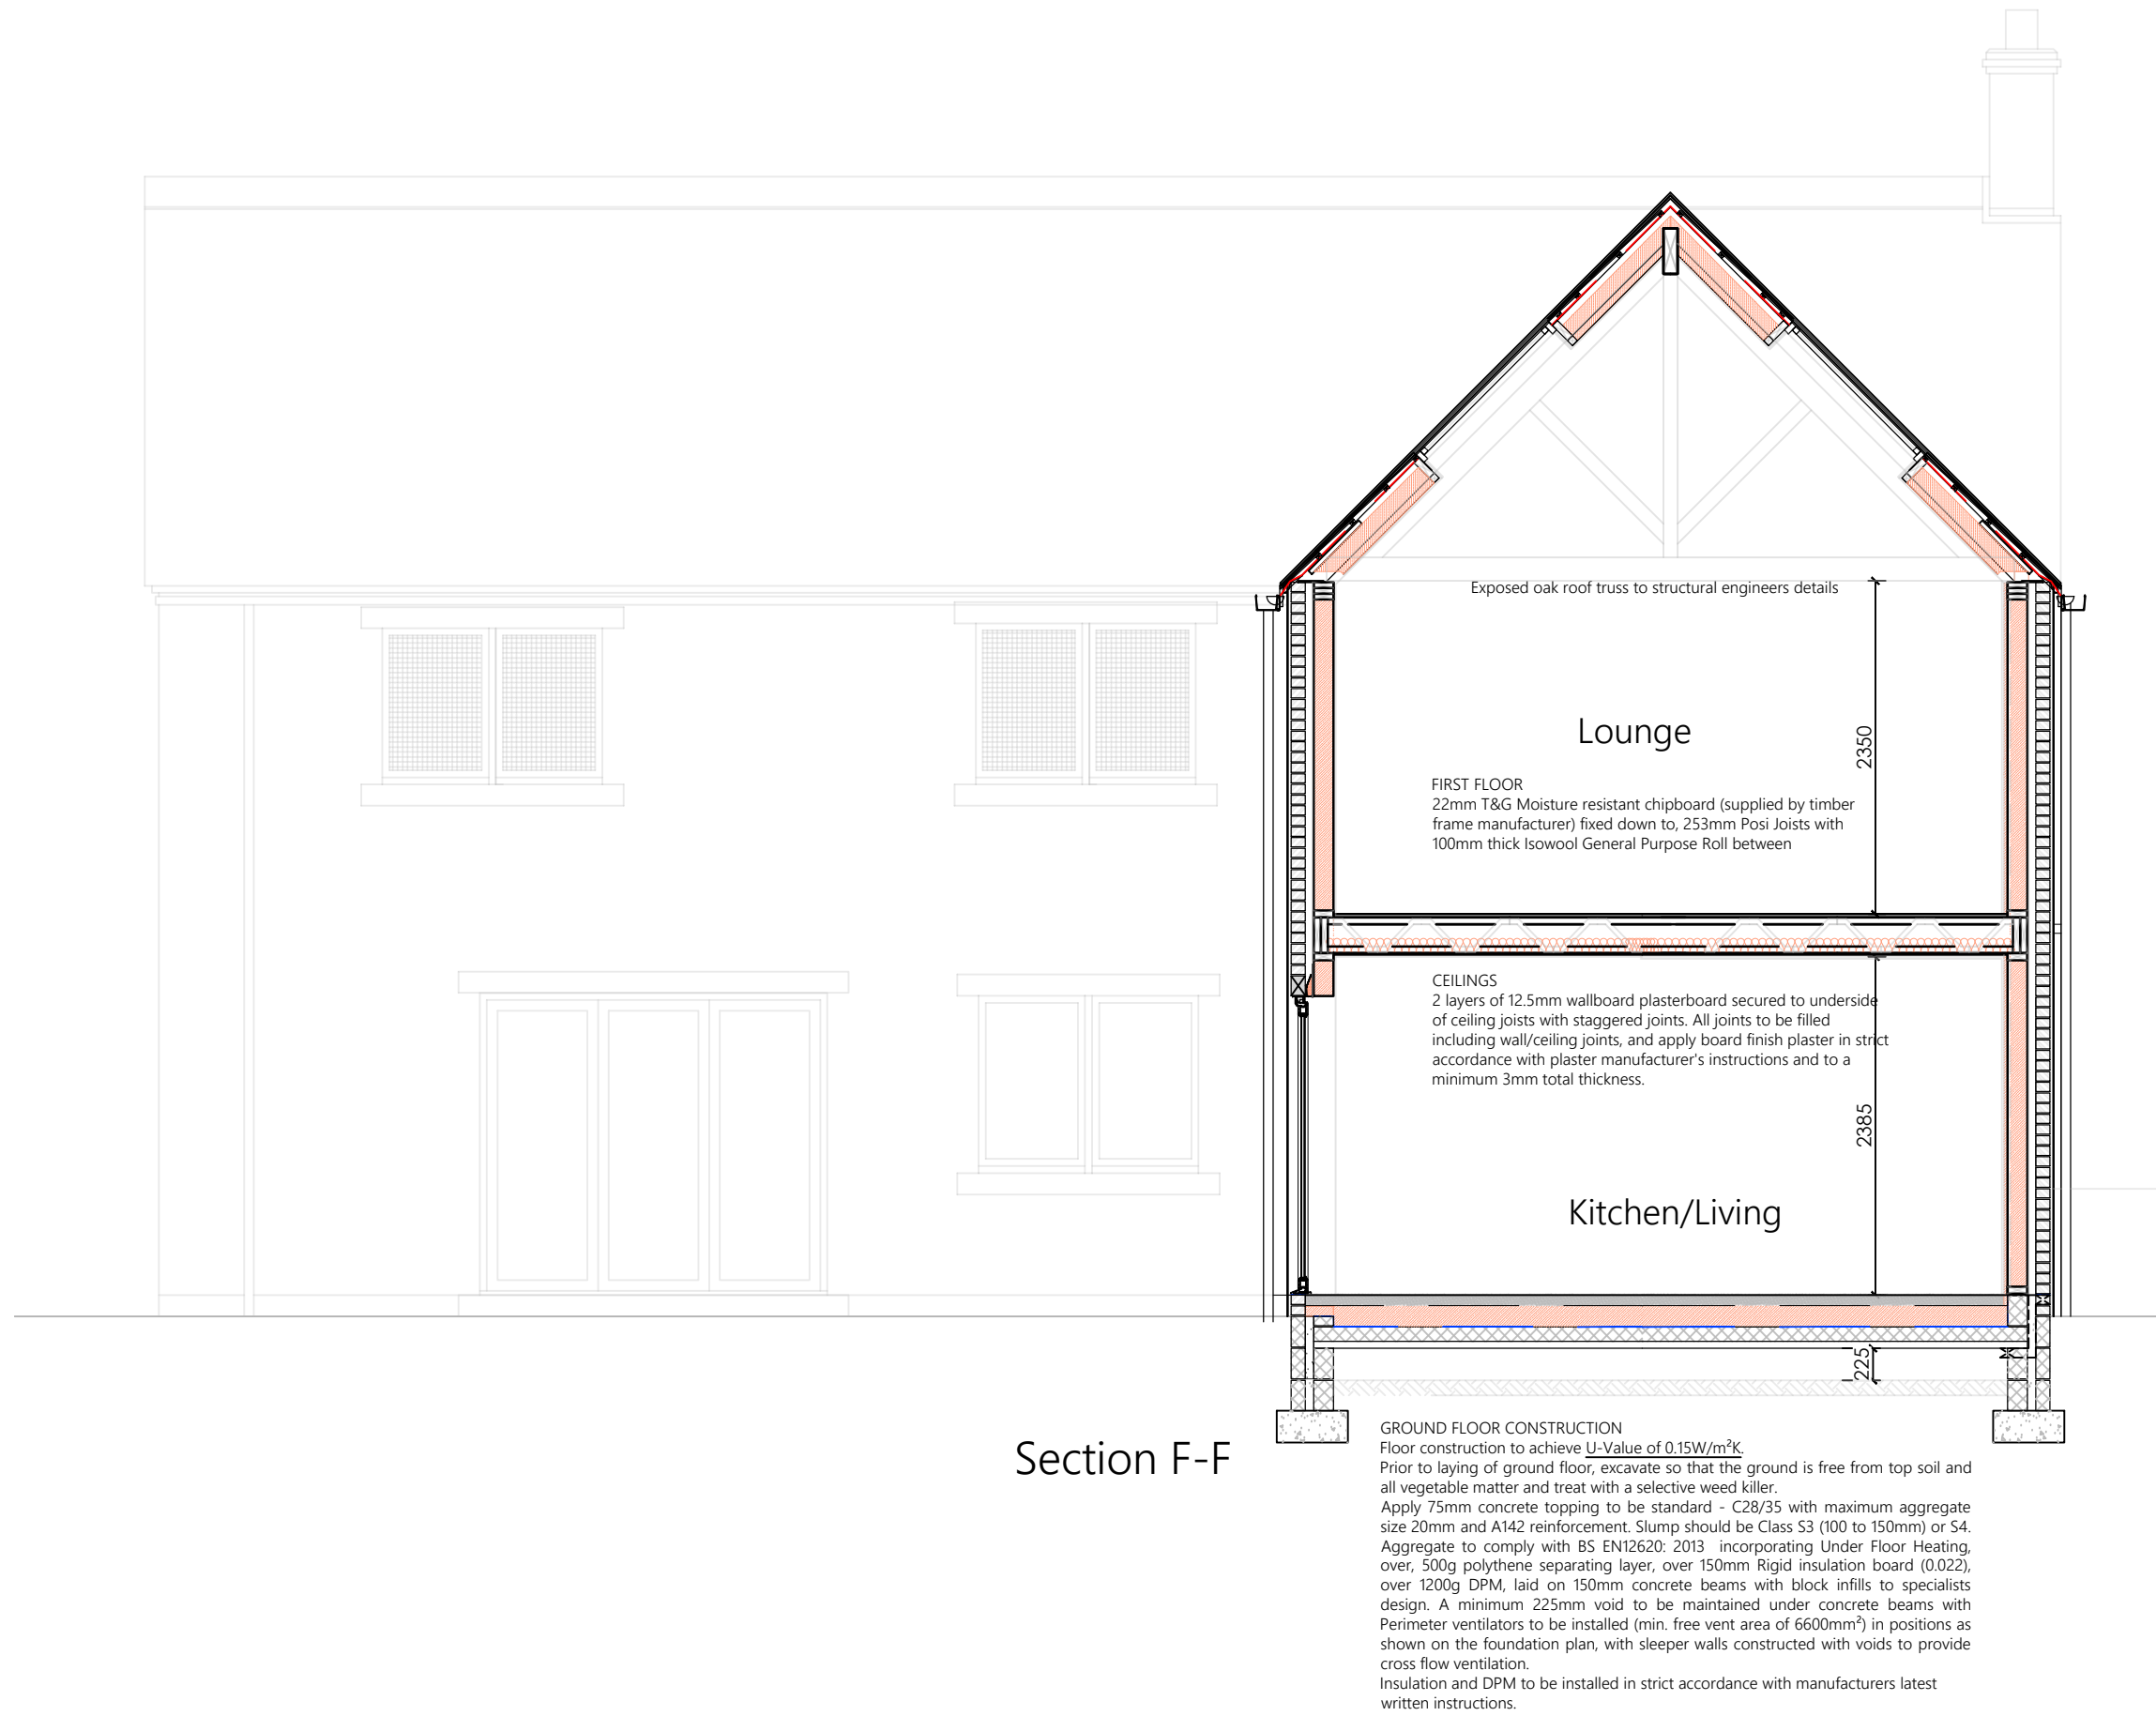 Exposed oak roof truss to structural engineers details
Lounge
2350
FIRST FLOOR
22mm T&G Moisture resistant chipboard (supplied by timber
frame manufacturer) fixed down to, 253mm Posi Joists with
100mm thick Isowool General Purpose Roll between
CEILINGS
2 layers of 12.5mm wallboard plasterboard secured to underside
of ceiling joists with staggered joints. All joints to be filled
including wall/ceiling joints, and apply board finish plaster in strict
accordance with plaster manufacturer's instructions and to a
minimum 3mm total thickness.
2385
Kitchen/Living
225
Section F-F
GROUND FLOOR CONSTRUCTION
Floor construction to achieve U-Value of 0.15W/m²K.
Prior to laying of ground floor, excavate so that the ground is free from top soil and
all vegetable matter and treat with a selective weed killer.
Apply 75mm concrete topping to be standard - C28/35 with maximum aggregate
size 20mm and A142 reinforcement. Slump should be Class S3 (100 to 150mm) or S4.
Aggregate to comply with BS EN12620: 2013 incorporating Under Floor Heating,
over, 500g polythene separating layer, over 150mm Rigid insulation board (0.022),
over 1200g DPM, laid on 150mm concrete beams with block infills to specialists
design. A minimum 225mm void to be maintained under concrete beams with
Perimeter ventilators to be installed (min. free vent area of 6600mm²) in positions as
shown on the foundation plan, with sleeper walls constructed with voids to provide
cross flow ventilation.
Insulation and DPM to be installed in strict accordance with manufacturers latest
written instructions.